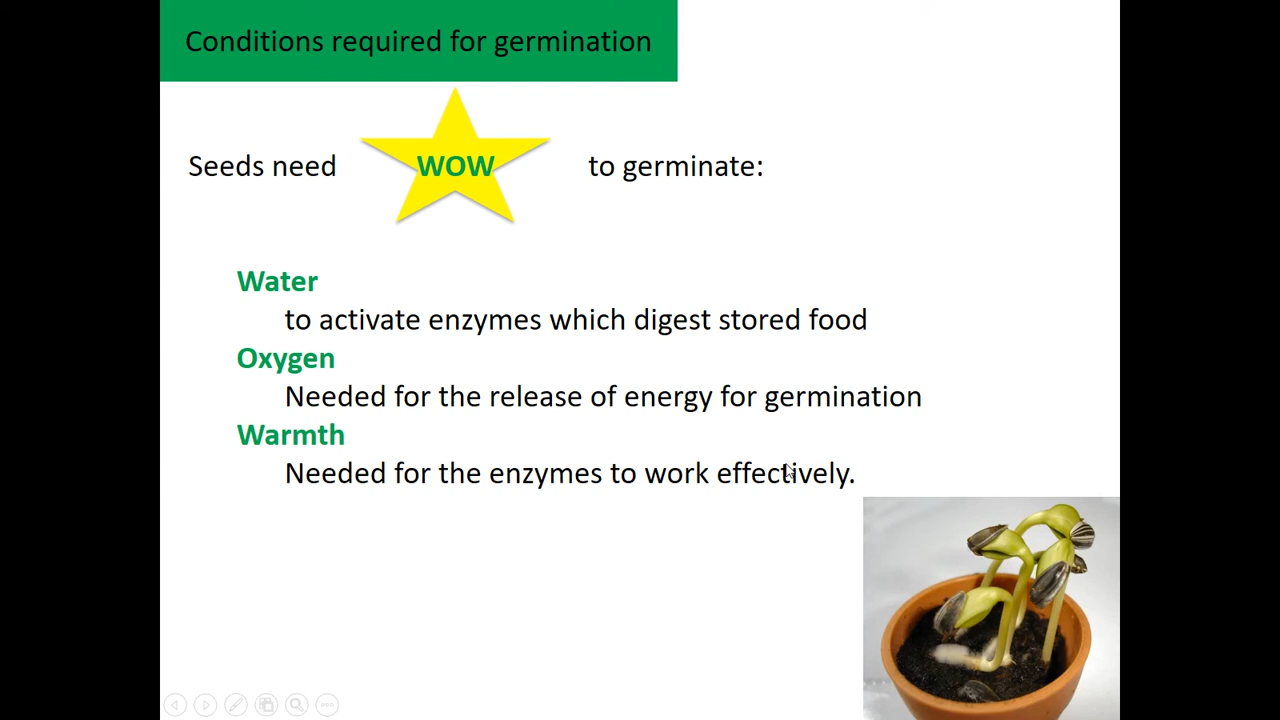 Conditions required for germination
Seeds need WOW to germinate:
Water
to activate enzymes which digest stored food
Oxygen
Needed for the release of energy for germination
Warmth
Needed for the enzymes to work effectively.